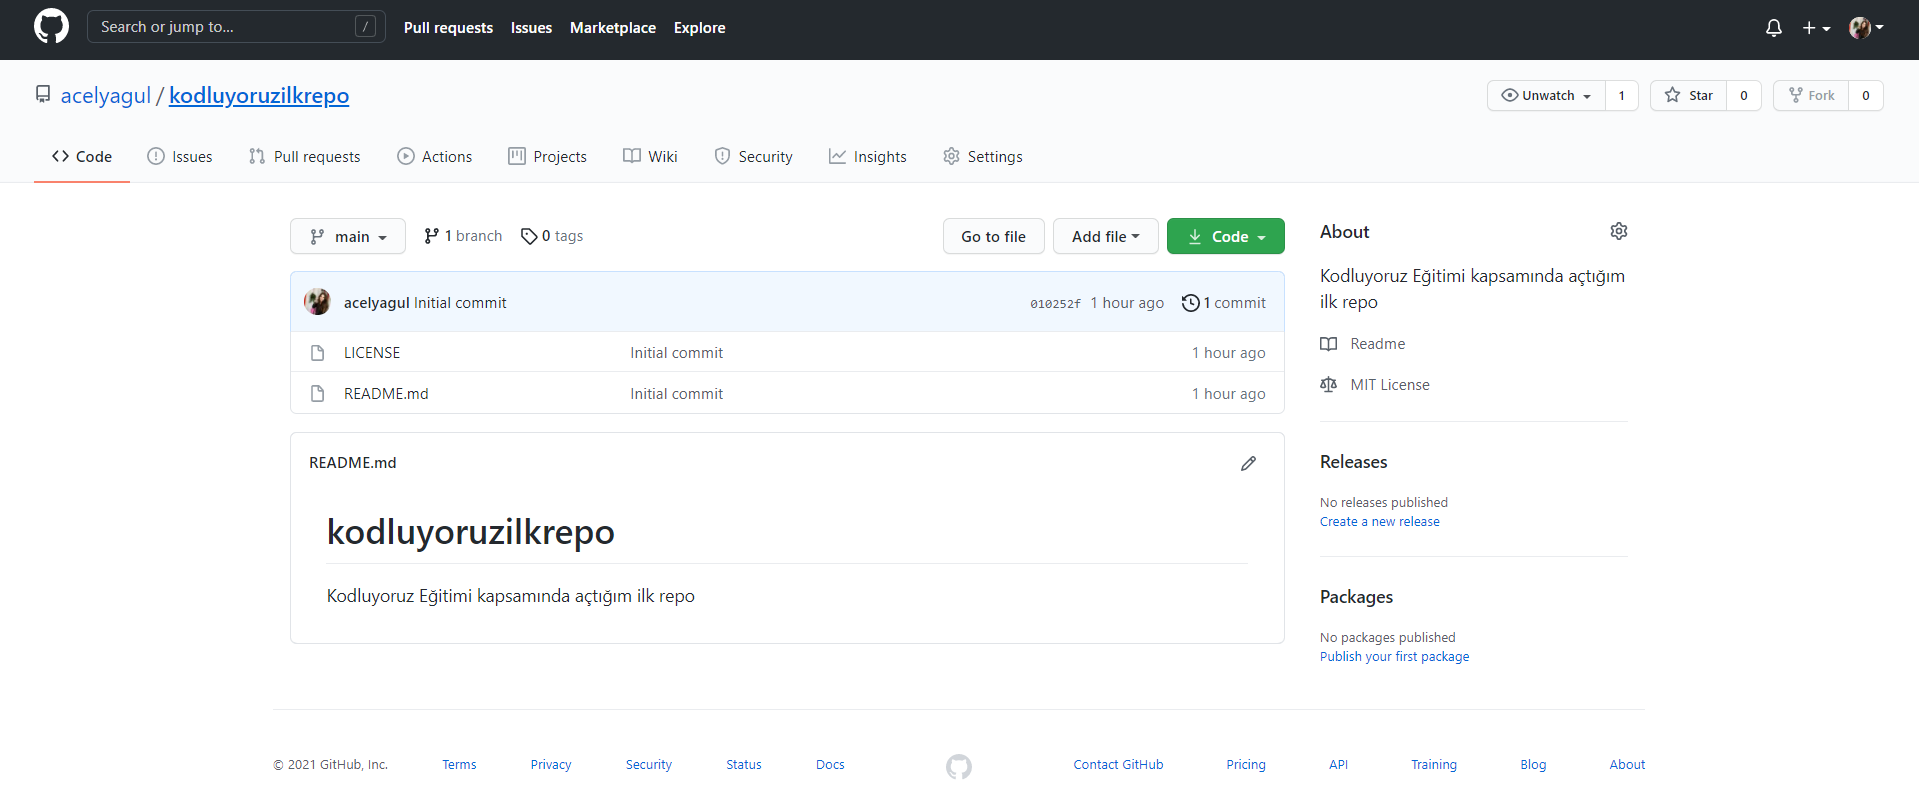 Search or jump to... / Pull requests Issues Marketplace Explore
acelyagul / kodluyoruzilkrepo Unwatch 1 Star 0 Fork 0
Code Issues Pull requests Actions Projects Wiki Security Insights Settings
main 1 branch 0 tags Go to file Add file Code
acelyagul Initial commit 010252f 1 hour ago 1 commit
LICENSE Initial commit 1 hour ago
README.md Initial commit 1 hour ago
README.md
kodluyoruzilkrepo
Kodluyoruz Eğitimi kapsamında açtığım ilk repo
About
Kodluyoruz Eğitimi kapsamında açtığım
ilk repo
Readme
MIT License
Releases
No releases published
Create a new release
Packages
No packages published
Publish your first package
© 2021 GitHub, Inc. Terms Privacy Security Status Docs Contact GitHub Pricing API Training Blog About